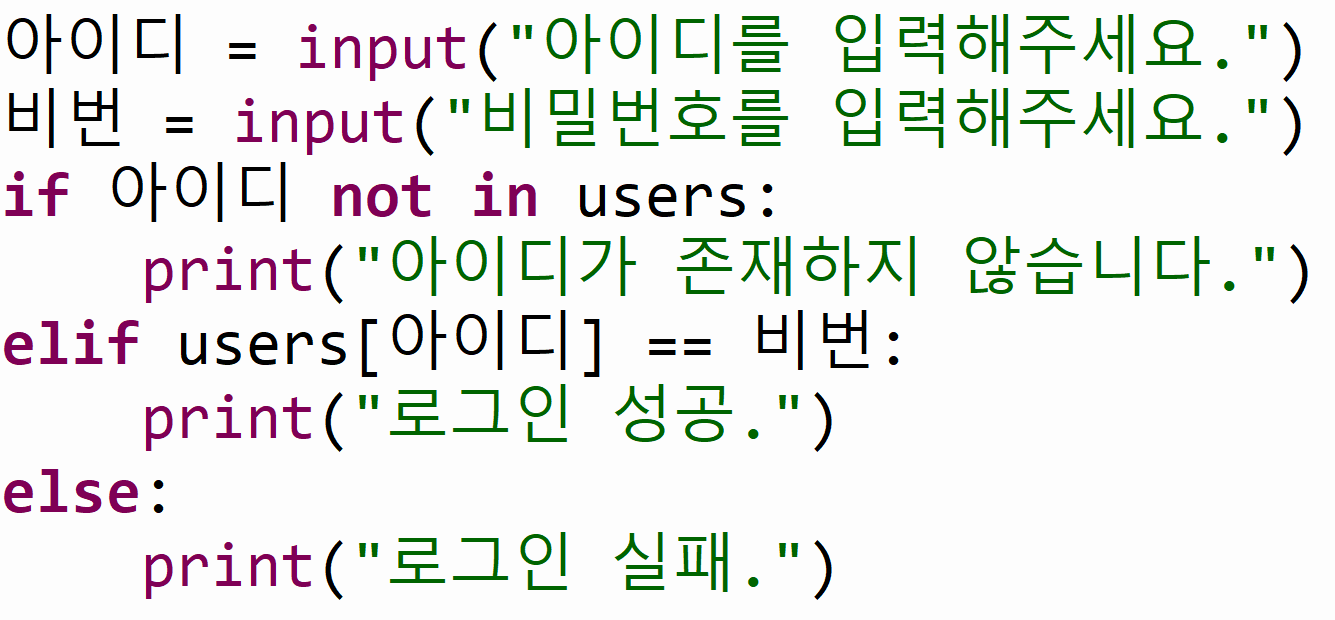 아이디 = input("아이디를 입력해주세요.")
비번 = input("비밀번호를 입력해주세요.")
if 아이디 not in users:
    print("아이디가 존재하지 않습니다.")
elif users[아이디] == 비번:
    print("로그인 성공.")
else:
    print("로그인 실패.")